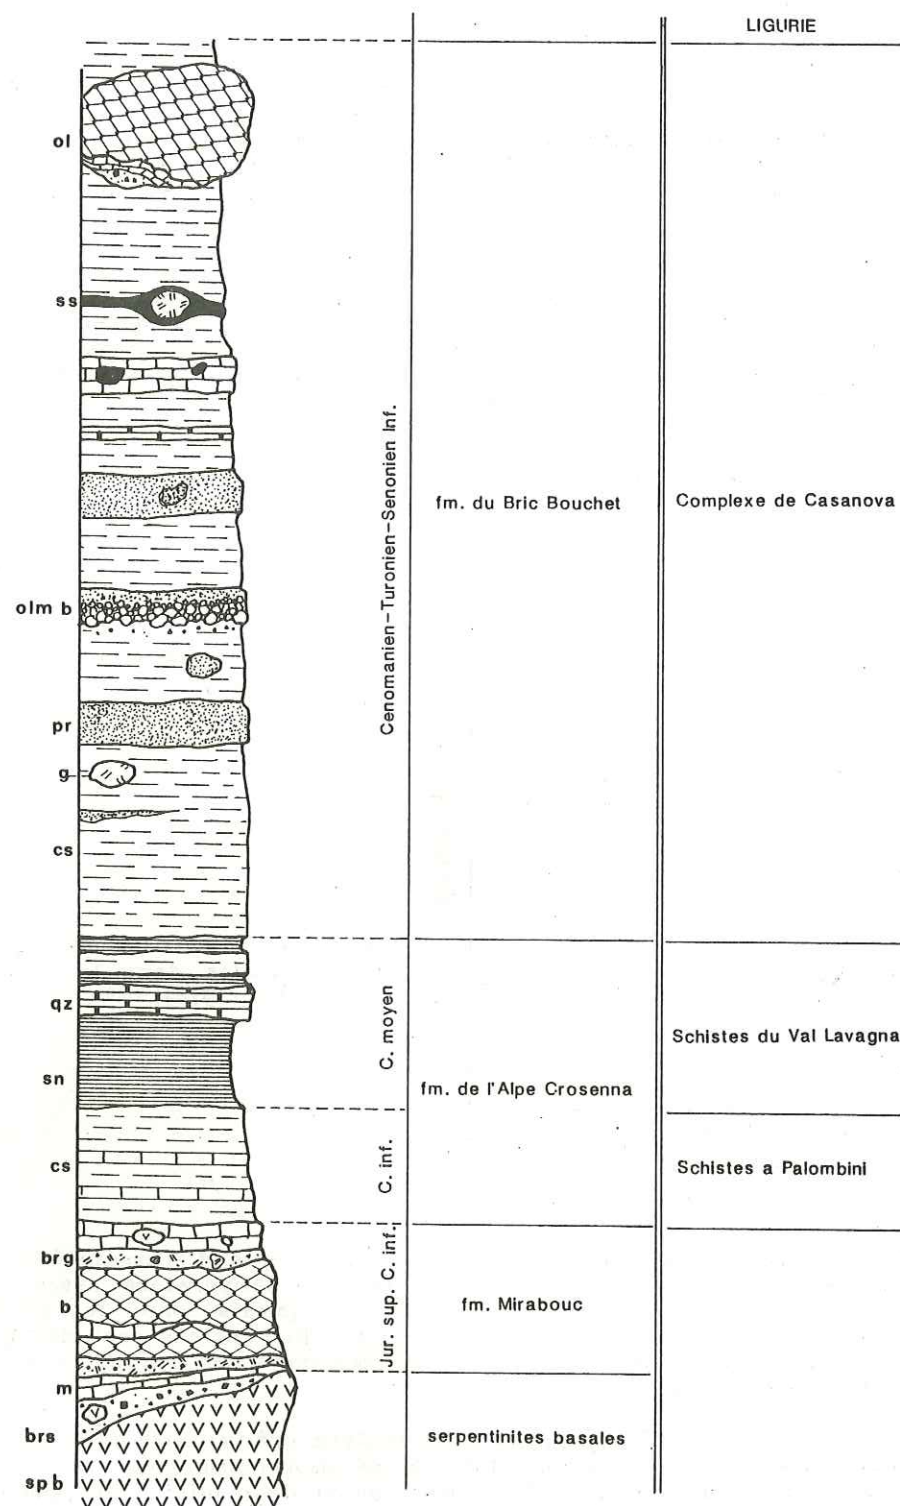 LIGURIE
ol
ss
Cenomanien-Turonien-Senonien Inf.
fm. du Bric Bouchet
Complexe de Casanova
olm b
pr
g
cs
qz
C. moyen
Schistes du Val Lavagna
sn
fm. de l'Alpe Crosenna
cs
C. inf.
Schistes a Palombini
brg
Jur. sup. C. inf.
b
fm. Mirabouc
m
brs
serpentinites basales
spb